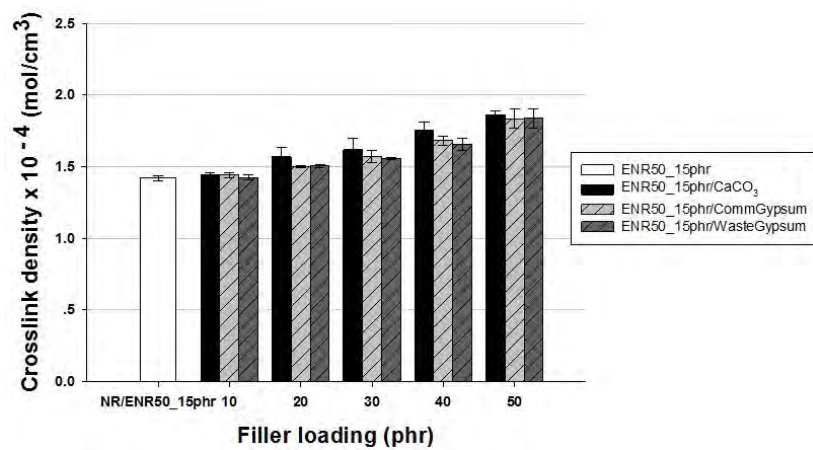 Crosslink density x 10 -4 (mol/cm3)
2.5
2.0
1.5
1.0
.5
0.0
NR/ENR50_15phr 10 20 30 40 50
Filler loading (phr)
ENR50_15phr
ENR50_15phr/CaCO3
ENR50_15phr/CommGypsum
ENR50_15phr/WasteGypsum